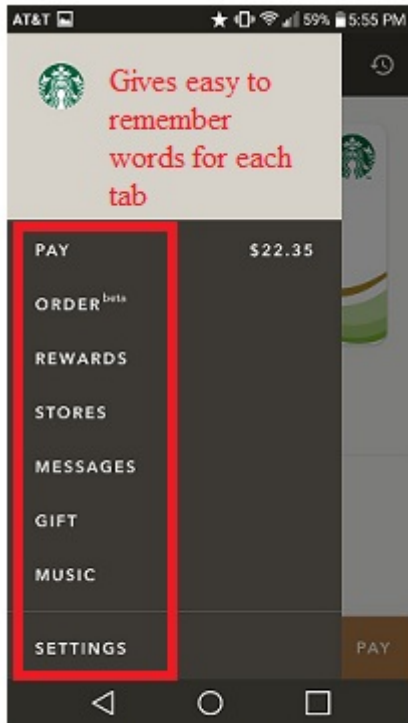 AT&T 59% 5:55 PM
Gives easy to
remember
words for each
tab
PAY $22.35
ORDER beta
REWARDS
STORES
MESSAGES
GIFT
MUSIC
SETTINGS
PAY